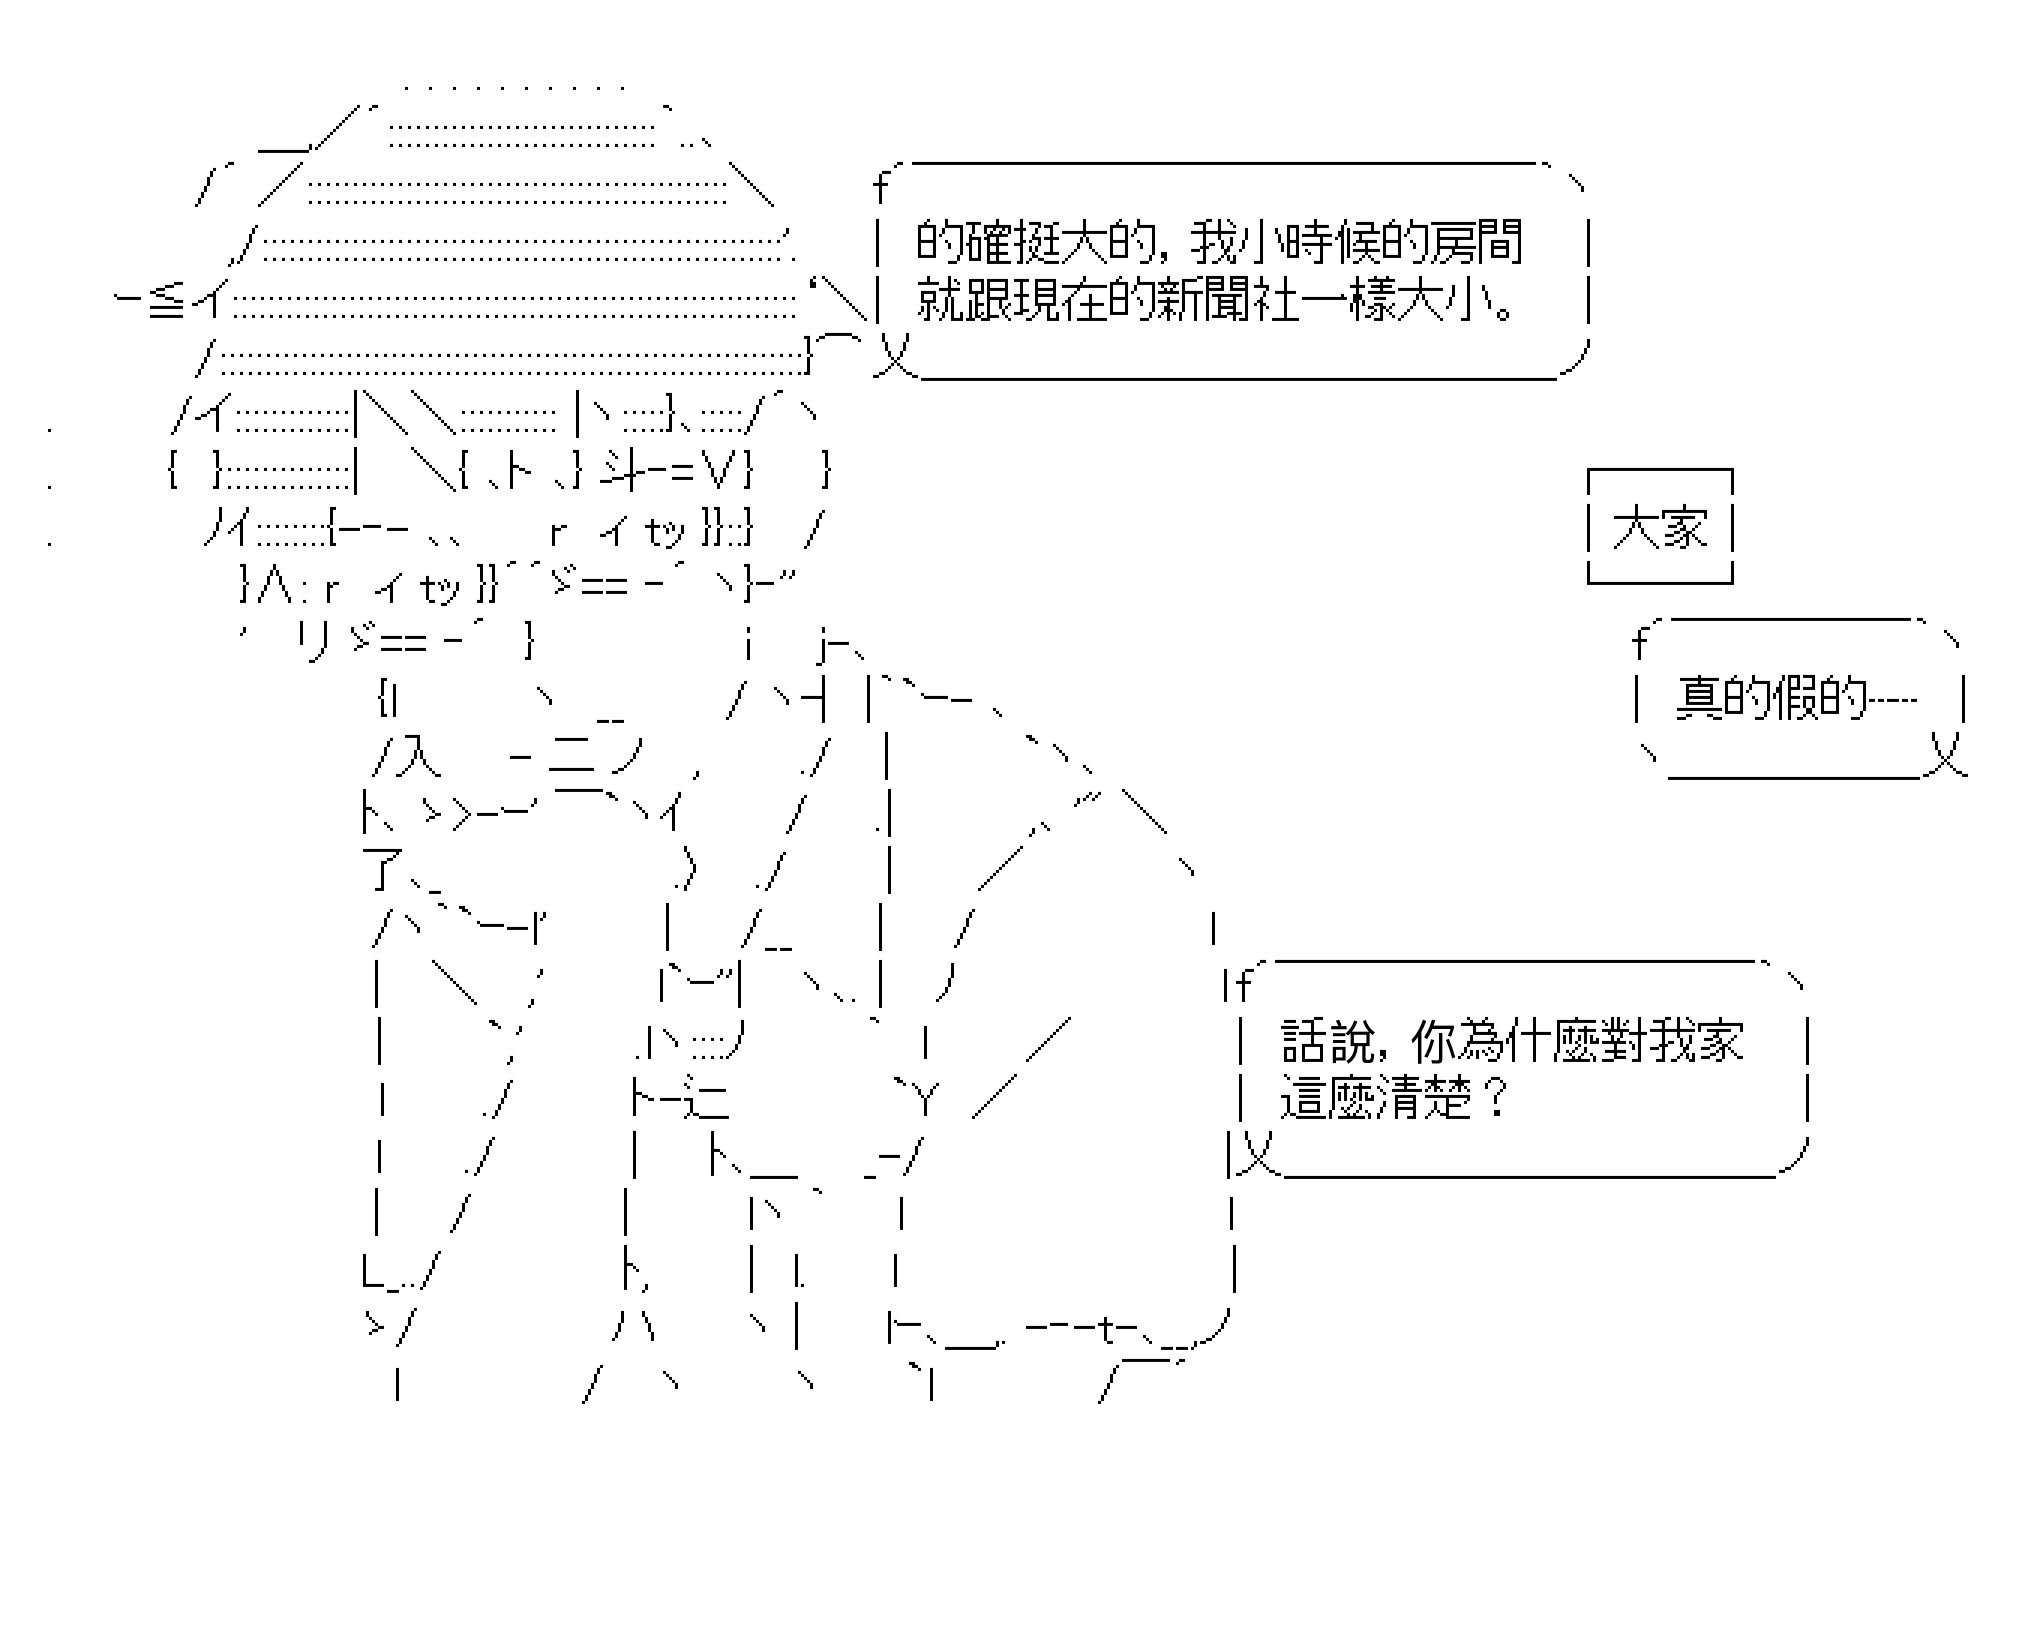 的確挺大的，我小時候的房間
就跟現在的新聞社一樣大小。
大家
真的假的┈┈
話說，你為什麼對我家
這麼清楚？